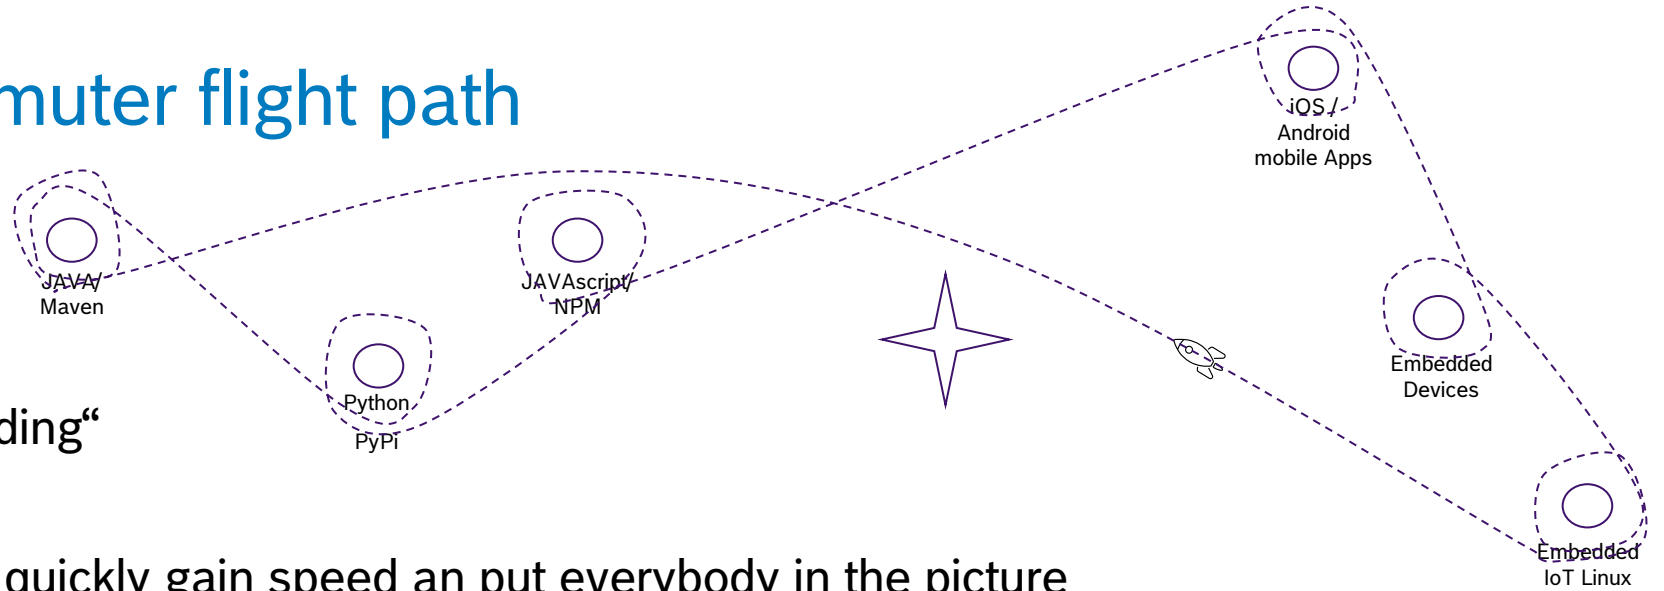 muter flight path
iOS /
Android
mobile Apps
JAVA/
Maven
JAVAscript/
NPM
Embedded
Devices
Python
PyPi
ding“
Embedded
IoT Linux
quickly gain speed an put everybody in the picture